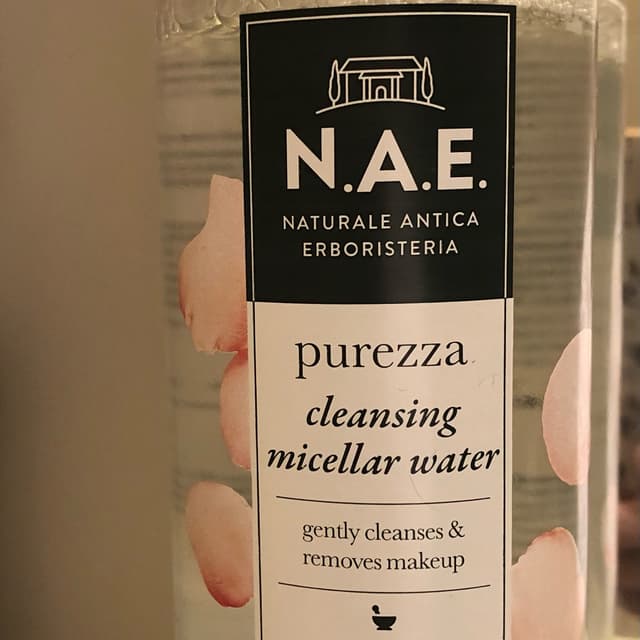 N.A.E.
NATURALE ANTICA
ERBORISTERIA
purezza
cleansing
micellar water
gently cleanses &
removes makeup